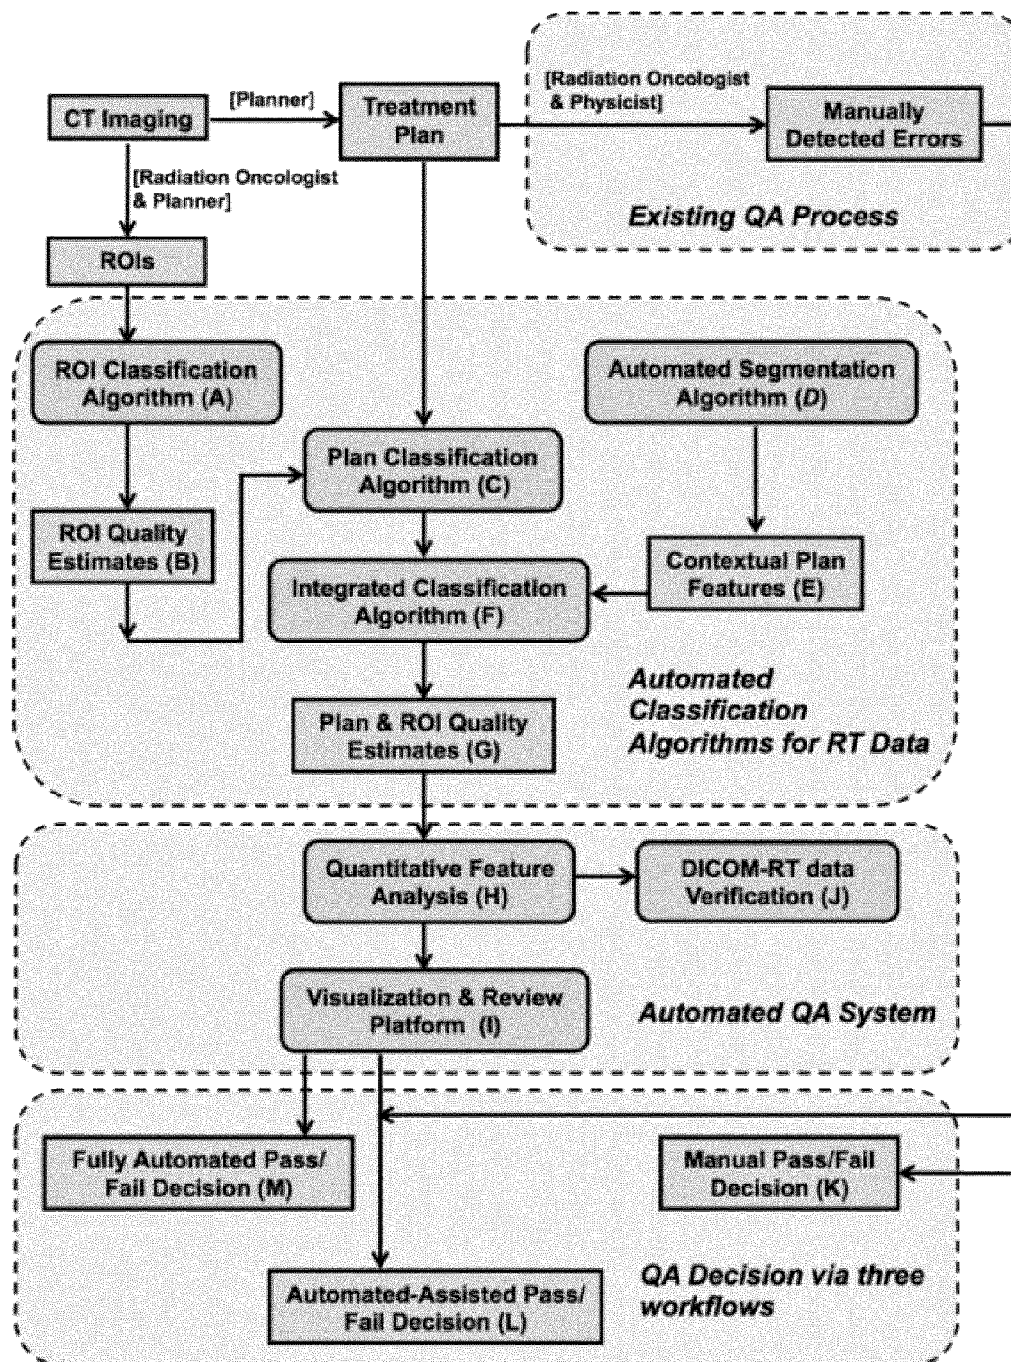 CT Imaging
[Planner]
Treatment
Plan
[Radiation Oncologist
& Physicist]
Manually
Detected Errors
Existing QA Process
[Radiation Oncologist
& Planner]
ROIs
ROI Classification
Algorithm (A)
Automated Segmentation
Algorithm (D)
Plan Classification
Algorithm (C)
ROI Quality
Estimates (B)
Contextual Plan
Features (E)
Integrated Classification
Algorithm (F)
Automated
Classification
Algorithms for RT Data
Plan & ROI Quality
Estimates (G)
Quantitative Feature
Analysis (H)
DICOM-RT data
Verification (J)
Visualization & Review
Platform (I)
Automated QA System
Fully Automated Pass/
Fail Decision (M)
Manual Pass/Fail
Decision (K)
Automated-Assisted Pass/
Fail Decision (L)
QA Decision via three
workflows